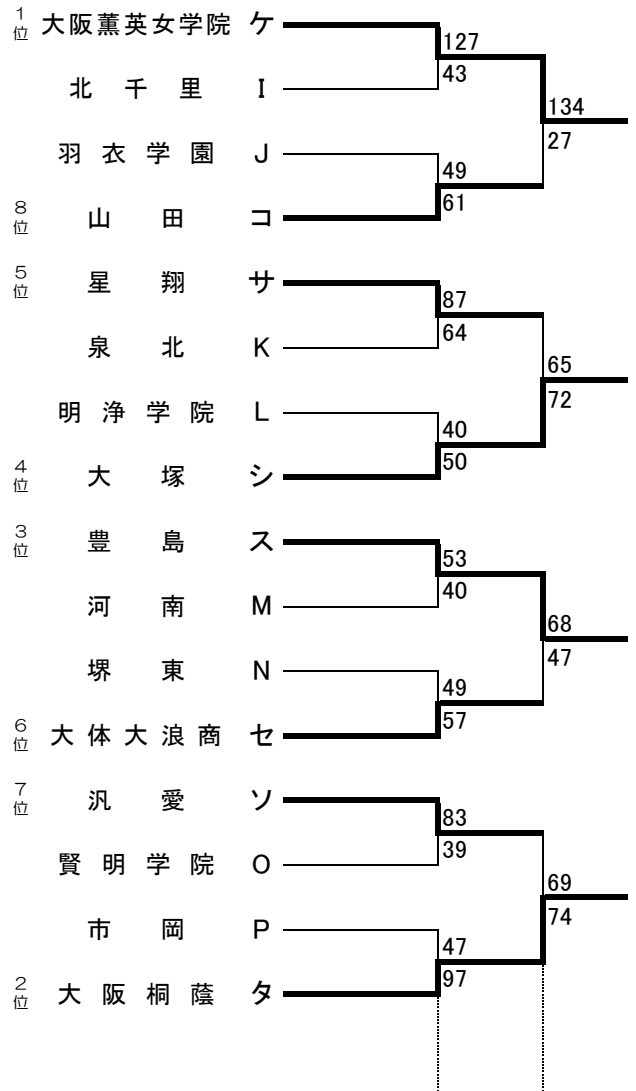 1位 大阪薫英女学院 ケ
127
43
北千里 I
134
27
羽衣学園 J
49
61
8位 山田 コ
5位 星翔 サ
87
64
泉北 K
65
72
明浄学院 L
40
50
4位 大塚 シ
3位 豊島 ス
53
40
河南 M
68
47
堺東 N
49
57
6位 大体大浪商 セ
7位 汎愛 ソ
83
39
賢明学院 O
69
74
市岡 P
47
97
2位 大阪桐蔭 タ